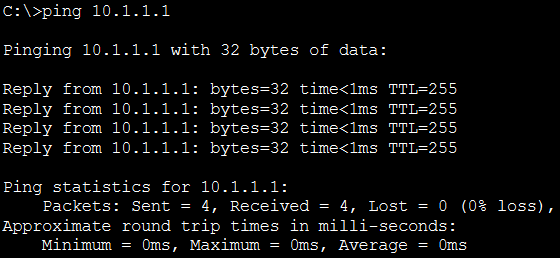 C:\>ping 10.1.1.1
Pinging 10.1.1.1 with 32 bytes of data:
Reply from 10.1.1.1: bytes=32 time<1ms TTL=255
Reply from 10.1.1.1: bytes=32 time<1ms TTL=255
Reply from 10.1.1.1: bytes=32 time<1ms TTL=255
Reply from 10.1.1.1: bytes=32 time<1ms TTL=255
Ping statistics for 10.1.1.1:
    Packets: Sent = 4, Received = 4, Lost = 0 (0% loss),
Approximate round trip times in milli-seconds:
    Minimum = 0ms, Maximum = 0ms, Average = 0ms